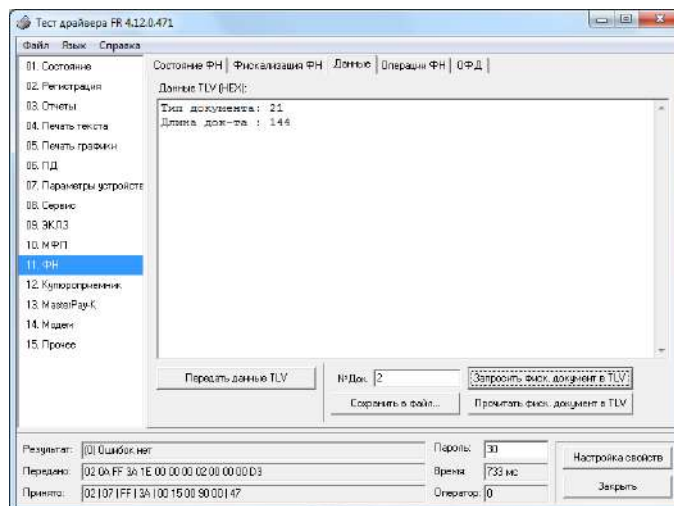 Тест драйвера FR 4.12.0.471
Файл Язык Справка
01. Состояние
02. Регистрация
03. Отчеты
04. Печать текста
05. Печать графики
06. ПД
07. Параметры устройств
08. Сервис
09. ЭКЛЗ
10. МФП
11. ФН
12. Купюроприемник
13. MasterPay-K
14. Модем
15. Прочее
Состояние ФН Фискализация ФН Данные Операции ФН ОФД
Данные TLV (HEX):
Тип документа: 21
Длина док-та : 144
Передать данные TLV
№ Док. 2
Запросить фиск. документ в TLV
Сохранить в файл...
Прочитать фиск. документ в TLV
Результат: (0) Ошибок нет
Передано: 02 0A FF 3A 1E 00 00 00 02 00 00 00 D3
Принято: 02 | 07 | FF | 3A | 00 15 00 90 00 | 47
Пароль: 30
Время: 733 мс
Оператор: 0
Настройка свойств
Закрыть